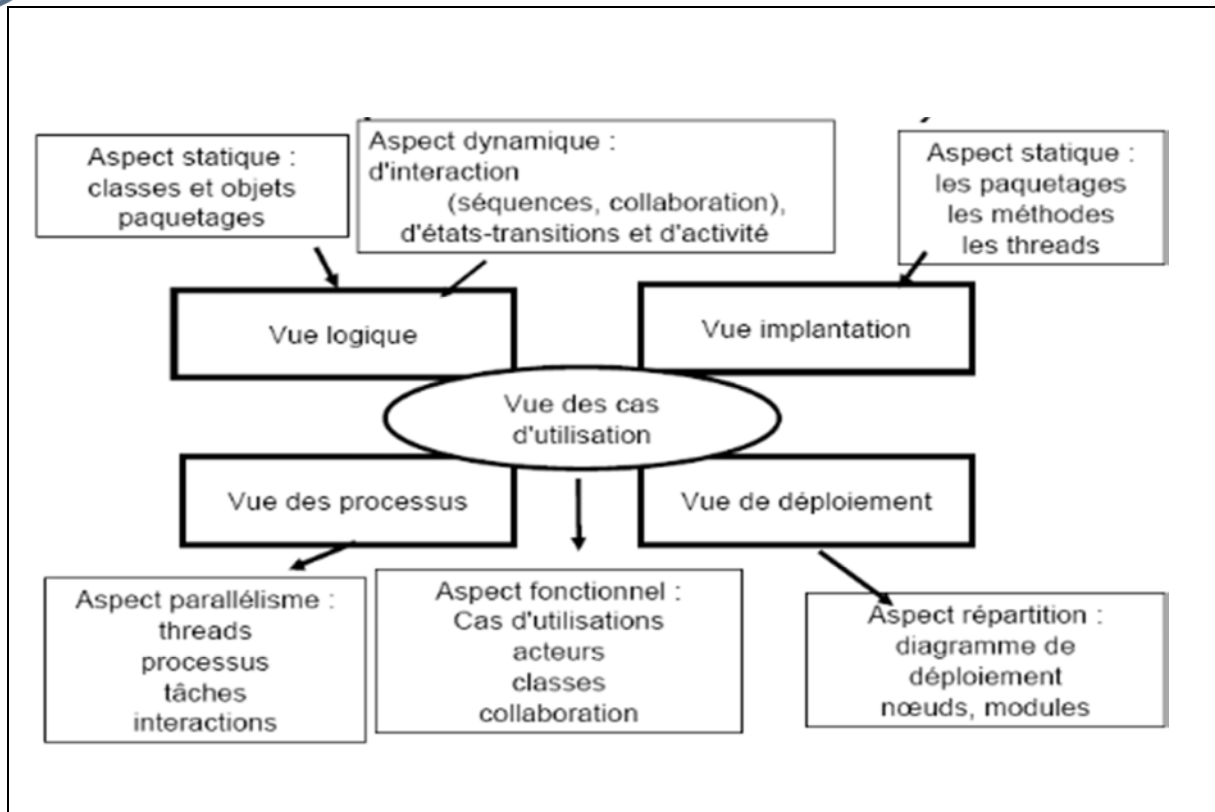 Aspect statique :
classes et objets
paquetages
Aspect dynamique :
d'interaction
(séquences, collaboration),
d'états-transitions et d'activité
Aspect statique :
les paquetages
les méthodes
les threads
Vue logique
Vue implantation
Vue des cas
d'utilisation
Vue des processus
Vue de déploiement
Aspect parallélisme :
threads
processus
tâches
interactions
Aspect fonctionnel :
Cas d'utilisations
acteurs
classes
collaboration
Aspect répartition :
diagramme de
déploiement
nœuds, modules